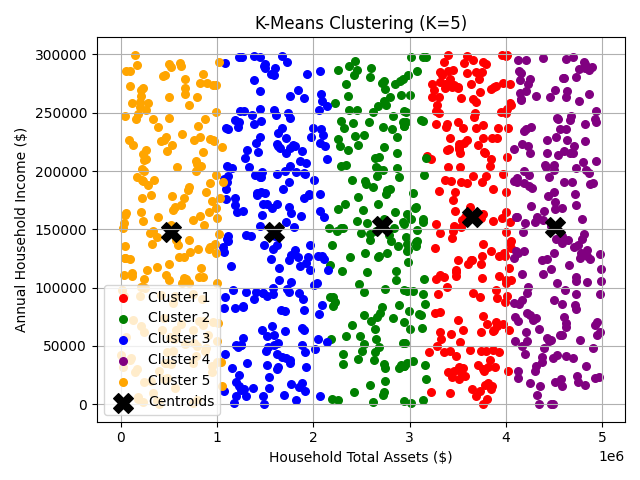 K-Means Clustering (K=5)
Annual Household Income ($)
300000
250000
200000
150000
100000
50000
0
Cluster 1
Cluster 2
Cluster 3
Cluster 4
Cluster 5
Centroids
0 1 2 3 4 5
1e6
Household Total Assets ($)